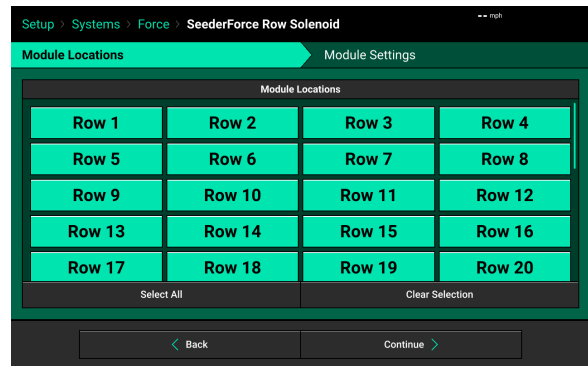 Setup > Systems > Force > SeederForce Row Solenoid
-- mph
Module Locations
Module Settings
Module Locations
Row 1 Row 2 Row 3 Row 4
Row 5 Row 6 Row 7 Row 8
Row 9 Row 10 Row 11 Row 12
Row 13 Row 14 Row 15 Row 16
Row 17 Row 18 Row 19 Row 20
Select All Clear Selection
Back Continue